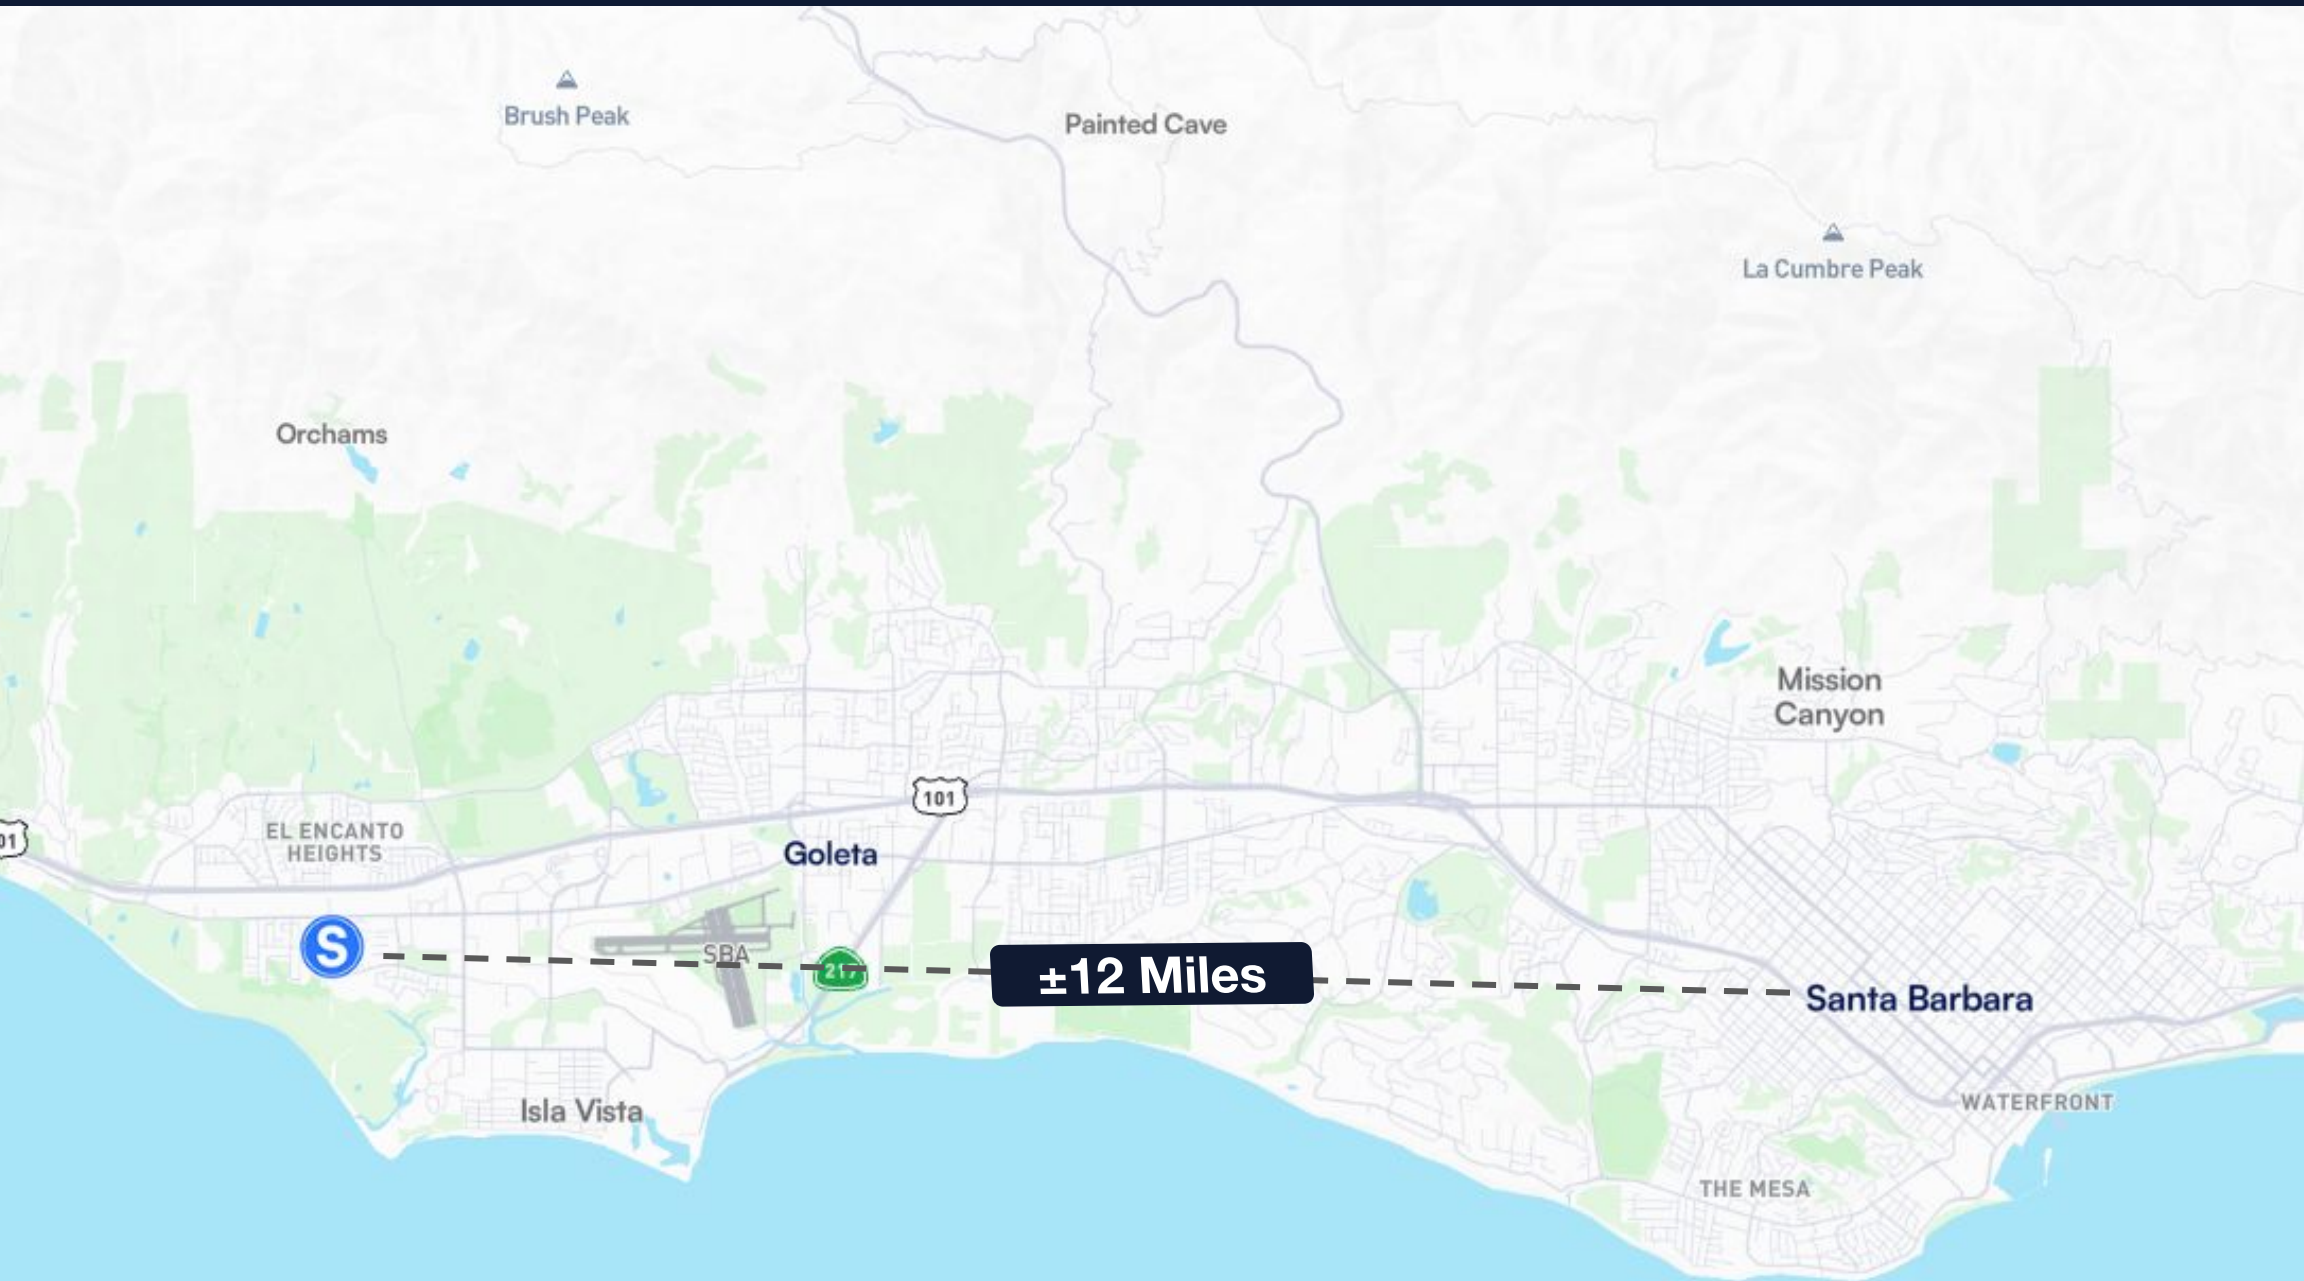 Brush Peak
Painted Cave
La Cumbre Peak
Orchams
Mission
Canyon
101
01
EL ENCANTO
HEIGHTS
Goleta
S
SBA
217
±12 Miles
Santa Barbara
Isla Vista
WATERFRONT
THE MESA